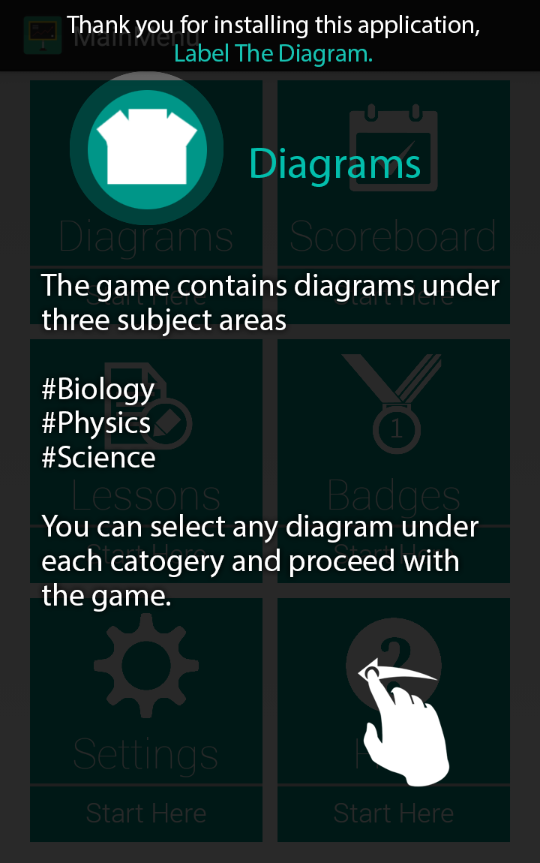 Thank you for installing this application,
MainMenu
Label The Diagram.
Diagrams
Diagrams
Scoreboard
The game contains diagrams under
Start Here
Start Here
three subject areas
#Biology
#Physics
1
#Science
Lessons
Badges
You can select any diagram under
Start Here
Start Here
each catogery and proceed with
the game.
?
Settings
Start Here
Start Here